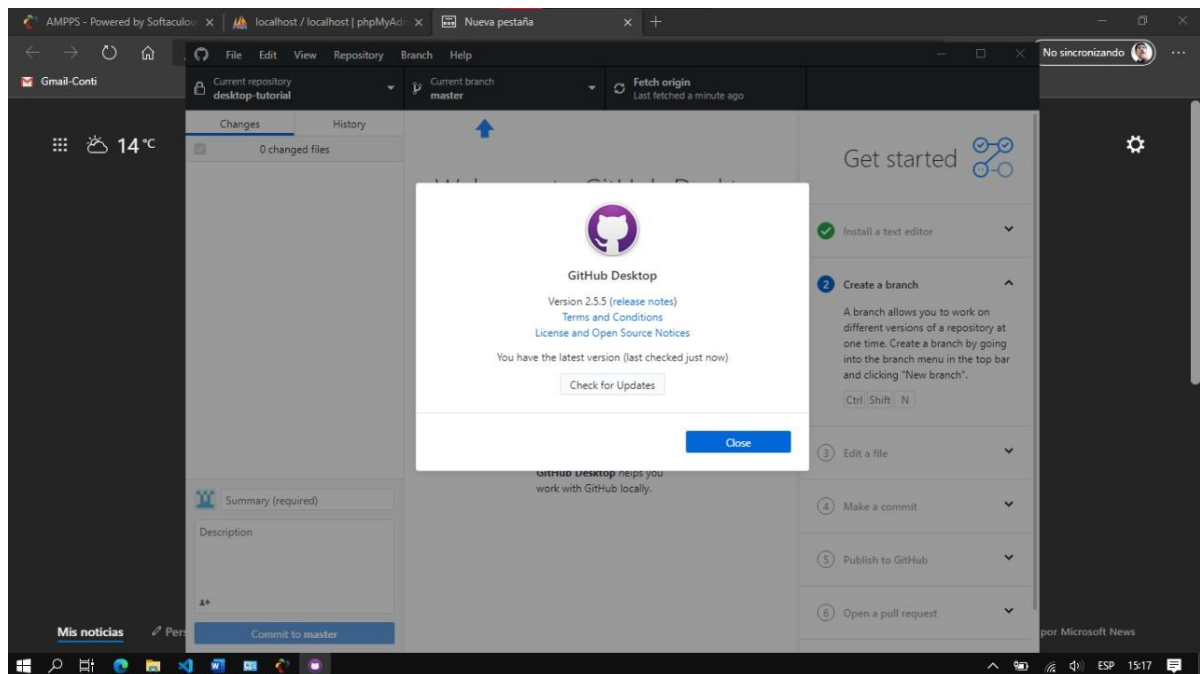 AMPPS - Powered by Softaculou
localhost / localhost | phpMyAdr
Nueva pestaña
No sincronizando
Gmail-Conti
14 °C
File Edit View Repository Branch Help
Current repository
desktop-tutorial
Current branch
master
Fetch origin
Last fetched a minute ago
Changes History
0 changed files
Get started
GitHub Desktop
Version 2.5.5 (release notes)
Terms and Conditions
License and Open Source Notices
You have the latest version (last checked just now)
Check for Updates
Close
GitHub Desktop helps you
work with GitHub locally.
Install a text editor
2 Create a branch
A branch allows you to work on
different versions of a repository at
one time. Create a branch by going
into the branch menu in the top bar
and clicking "New branch".
Ctrl Shift N
3 Edit a file
4 Make a commit
5 Publish to GitHub
6 Open a pull request
Summary (required)
Description
Commit to master
Mis noticias
Pers
por Microsoft News
ESP 15:17